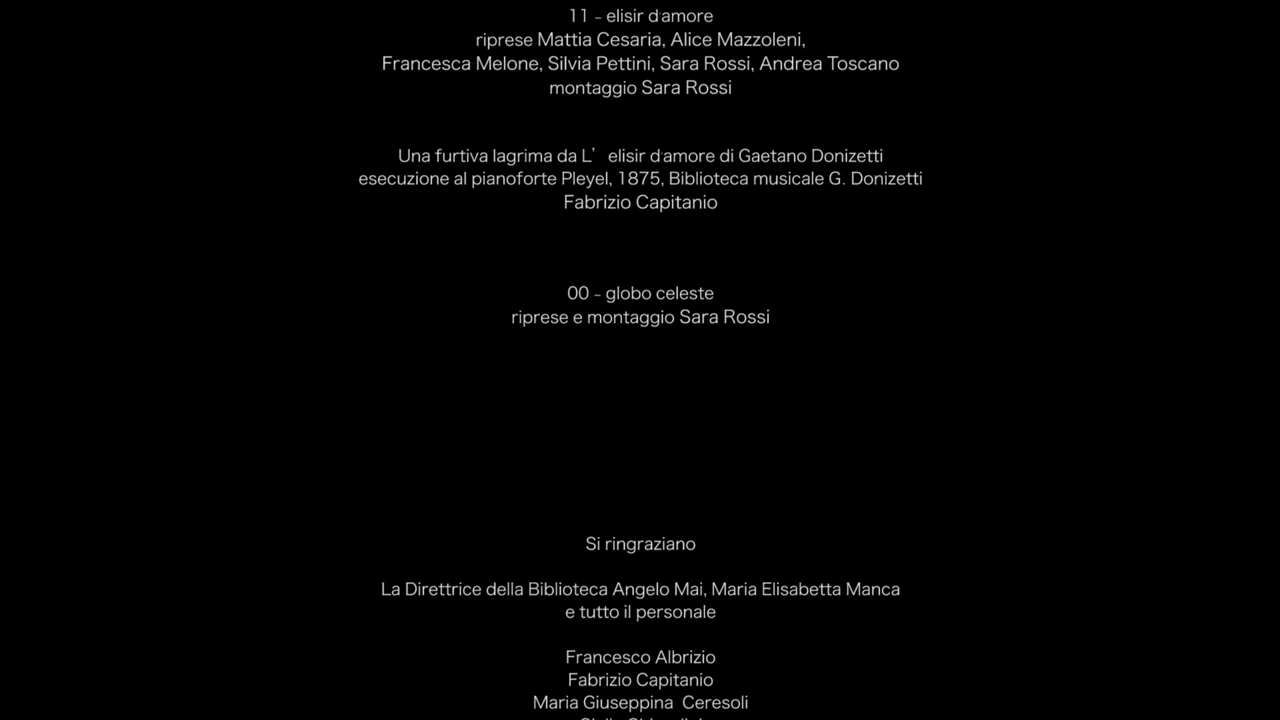 11 - elisir d'amore
riprese Mattia Cesaria, Alice Mazzoleni,
Francesca Melone, Silvia Pettini, Sara Rossi, Andrea Toscano
montaggio Sara Rossi
Una furtiva lagrima da L’ elisir d'amore di Gaetano Donizetti
esecuzione al pianoforte Pleyel, 1875, Biblioteca musicale G. Donizetti
Fabrizio Capitanio
00 - globo celeste
riprese e montaggio Sara Rossi
Si ringraziano
La Direttrice della Biblioteca Angelo Mai, Maria Elisabetta Manca
e tutto il personale
Francesco Albrizio
Fabrizio Capitanio
Maria Giuseppina Ceresoli